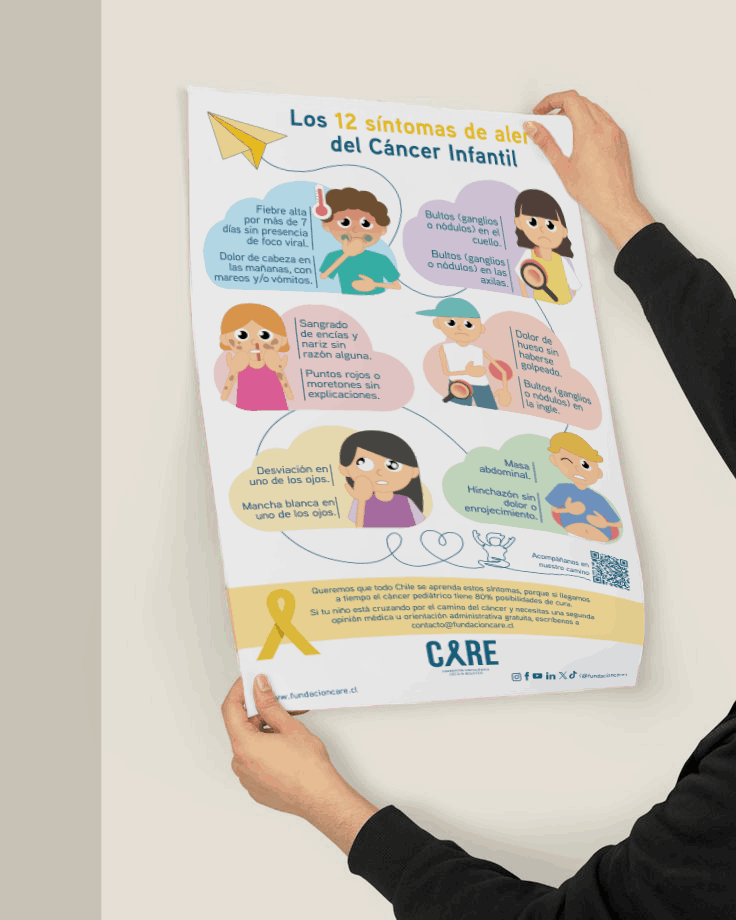 Los 12 síntomas de aler
del Cáncer Infantil
Fiebre alta
por más de 7
días sin presencia
de foco viral.
Dolor de cabeza en
las mañanas, con
mareos y/o vómitos.
Bultos (ganglios
o nódulos) en el
cuello.
Bultos (ganglios
o nódulos) en las
axilas.
Sangrado
de encías y
nariz sin
razón alguna.
Puntos rojos o
moretones sin
explicaciones.
Dolor de
hueso sin
haberse
golpeado.
Bultos (ganglios
o nódulos) en
la ingle.
Desviación en
uno de los ojos.
Mancha blanca en
uno de los ojos.
Masa
abdominal.
Hinchazón sin
dolor o
enrojecimiento.
Acompáñanos en
nuestro camino
Queremos que todo Chile se aprenda estos síntomas, porque si llegamos
a tiempo el cáncer pediátrico tiene 80% posibilidades de cura.
Si tu niño está cruzando por el camino del cáncer y necesitas una segunda
opinión médica u orientación administrativa gratuita, escríbenos a
contacto@fundacioncare.cl
CARE
(@fundacioncare)
ww.fundacioncare.cl